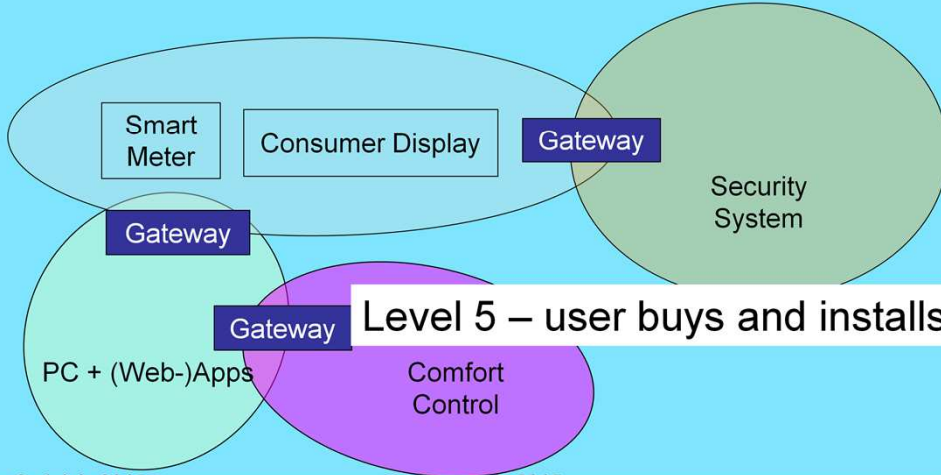 Smart
Meter
Consumer Display
Gateway
Security
System
Gateway
Gateway
Level 5 – user buys and installs
PC + (Web-)Apps
Comfort
Control